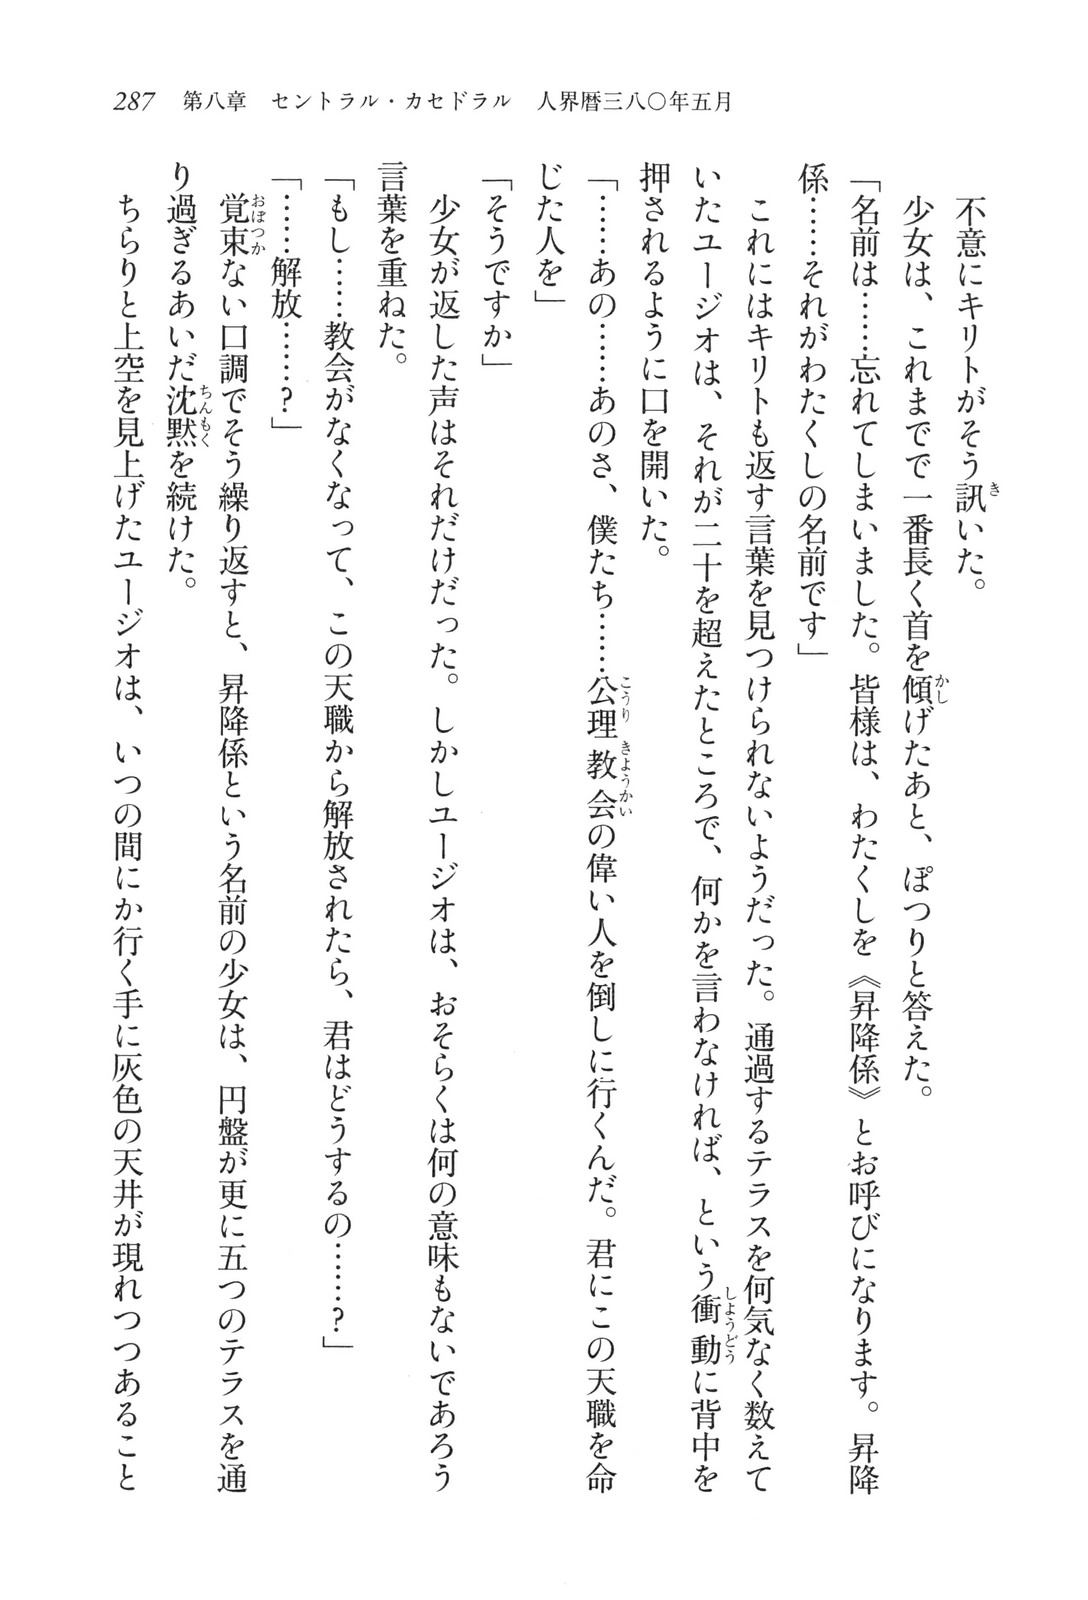 287 第八章　セントラル・カセドラル　人界暦三八〇年五月
　不意にキリトがそう訊いた。
　少女は、これまでで一番長く首を傾げたあと、ぽつりと答えた。
「名前は……忘れてしまいました。皆様は、わたくしを《昇降係》とお呼びになります。昇降
係……それがわたくしの名前です」
　これにはキリトも返す言葉を見つけられないようだった。通過するテラスを何気なく数えて
いたユージオは、それが二十を超えたところで、何かを言わなければ、という衝動に背中を
押されるように口を開いた。
「……あの……あのさ、僕たち……公理教会の偉い人を倒しに行くんだ。君にこの天職を命
じた人を」
「そうですか」
　少女が返した声はそれだけだった。しかしユージオは、おそらくは何の意味もないであろう
言葉を重ねた。
「もし……教会がなくなって、この天職から解放されたら、君はどうするの……？」
「……解放……？」
　覚束ない口調でそう繰り返すと、昇降係という名前の少女は、円盤が更に五つのテラスを通
り過ぎるあいだ沈黙を続けた。
　ちらりと上空を見上げたユージオは、いつの間にか行く手に灰色の天井が現れつつあること